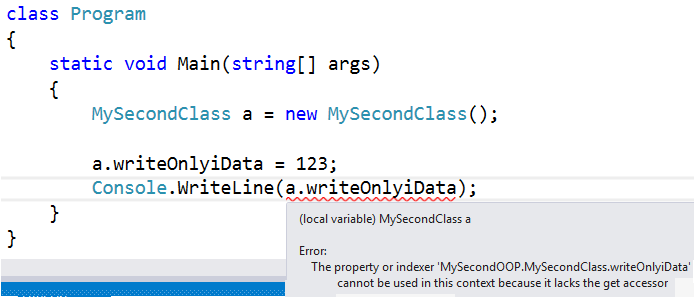 class Program
{
static void Main(string[] args)
{
MySecondClass a = new MySecondClass();
a.writeOnlyiData = 123;
Console.WriteLine(a.writeOnlyiData);
}
}
(local variable) MySecondClass a
Error:
The property or indexer 'MySecondOOP.MySecondClass.writeOnlyiData'
cannot be used in this context because it lacks the get accessor